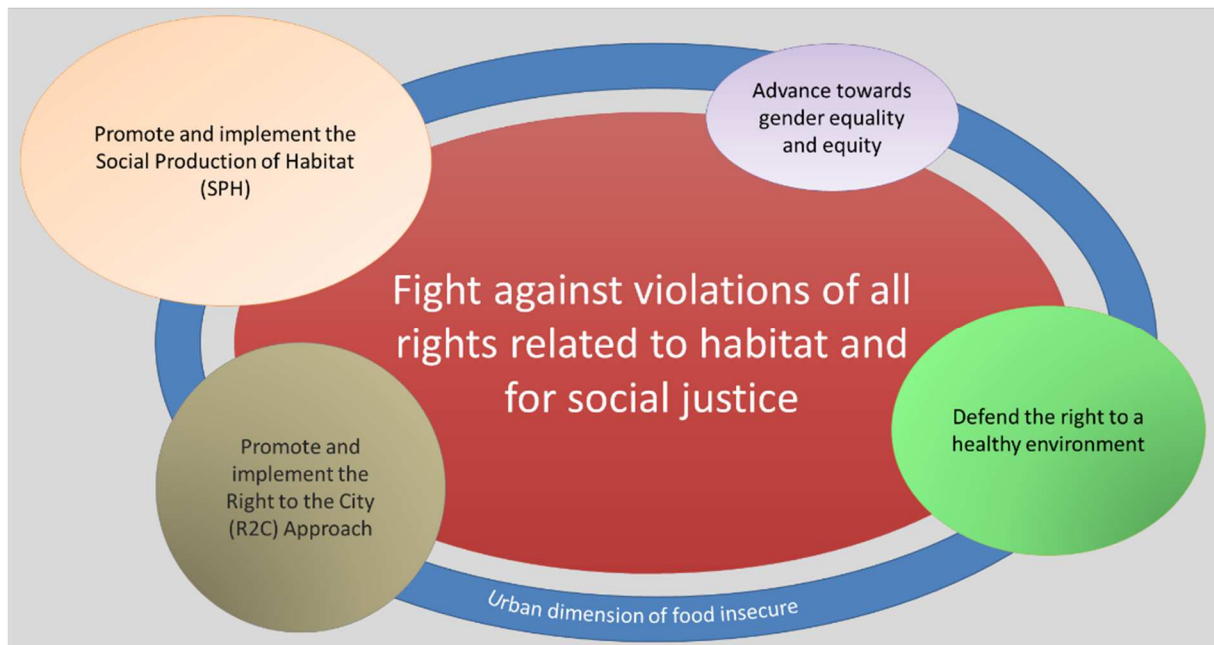 Promote and implement the
Social Production of Habitat
(SPH)
Advance towards
gender equality
and equity
Fight against violations of all
rights related to habitat and
for social justice
Defend the right to a
healthy environment
Promote and
implement the
Right to the City
(R2C) Approach
Urban dimension of food insecure